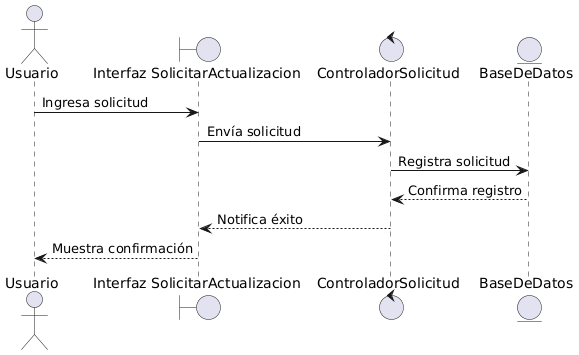 Usuario
Interfaz SolicitarActualizacion
ControladorSolicitud
BaseDeDatos
Ingresa solicitud
Envía solicitud
Registra solicitud
Confirma registro
Notifica éxito
Muestra confirmación
Usuario
Interfaz SolicitarActualizacion
ControladorSolicitud
BaseDeDatos